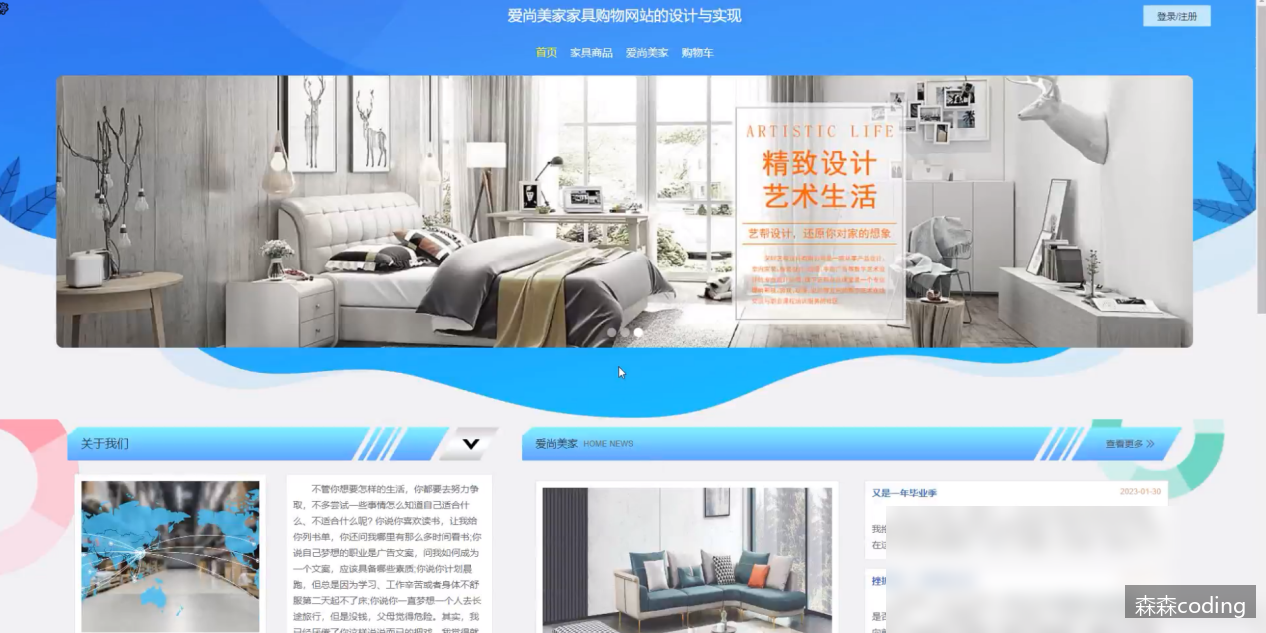 爱尚美家家具购物网站的设计与实现
登录/注册
首页 家具商品 爱尚美家 购物车
ARTISTIC LIFE
精致设计
艺术生活
艺帮设计，还原你对家的想象
关于我们
爱尚美家 HOME NEWS
查看更多
不管你想要怎样的生活，你都要去努力争
取，不多尝试一些事情怎么知道自己适合什
么、不适合什么呢? 你说你喜欢读书，让我给
你列书单，你还问我哪里有那么多时间看书;你
说自己梦想的职业是广告文案，问我如何成为
一个文案，应该具备哪些素质;你说你计划晨
跑，但总是因为学习、工作辛苦或者身体不舒
服第二天起不了床;你说你一直梦想一个人去长
途旅行，但是没钱，父母觉得危险。其实，我
又是一年毕业季
2023-01-30
森森coding